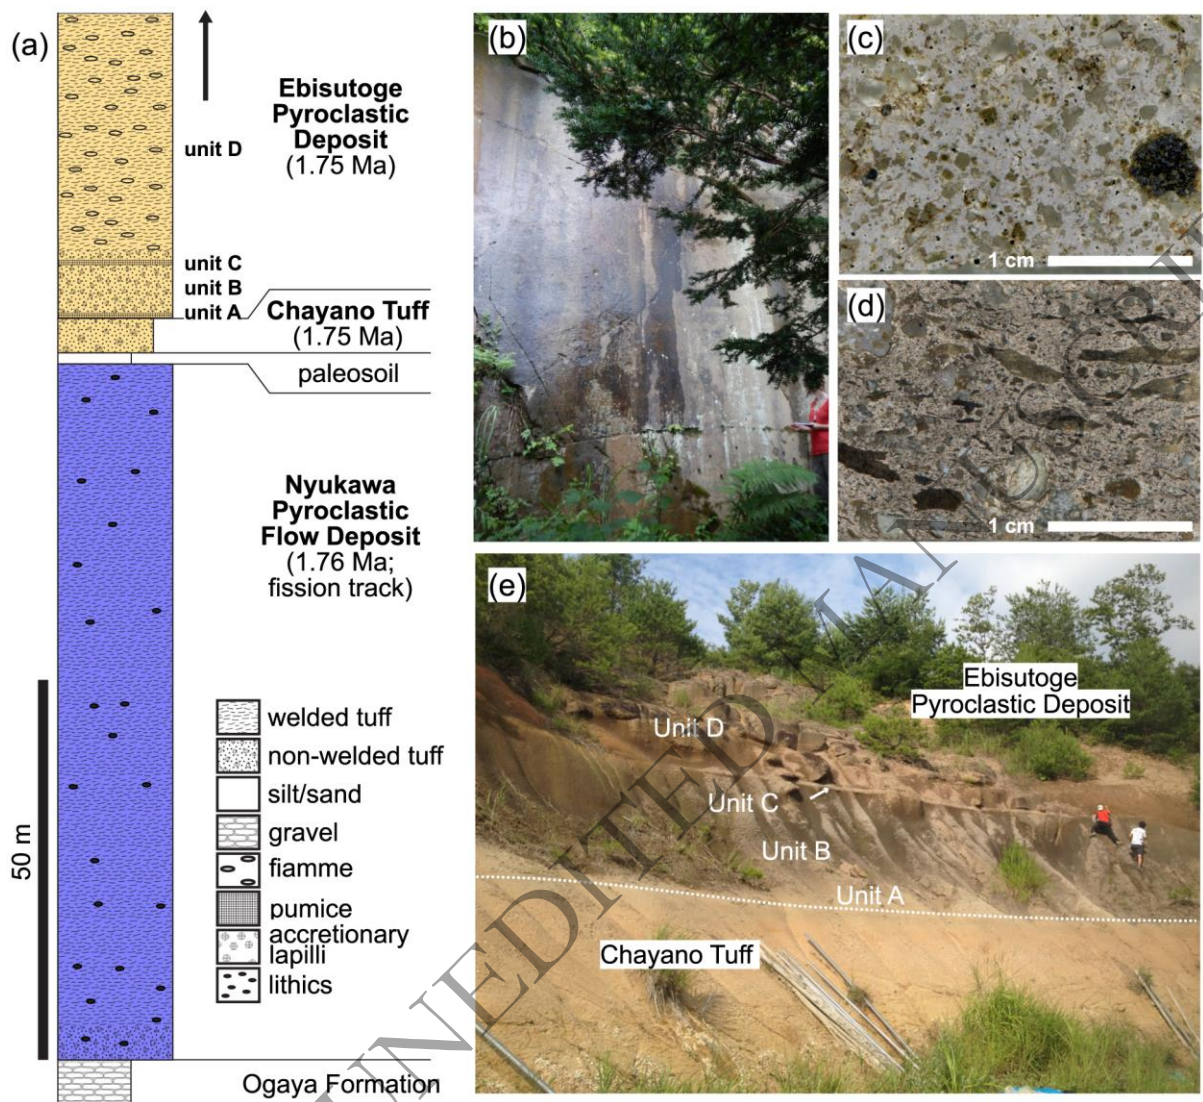 (a)
Ebisutoge
Pyroclastic
Deposit
(1.75 Ma)
unit D
unit C
unit B
unit A
Chayano Tuff
(1.75 Ma)
paleosoil
Nyukawa
Pyroclastic
Flow Deposit
(1.76 Ma;
fission track)
welded tuff
non-welded tuff
silt/sand
gravel
fiamme
pumice
accretionary
lapilli
lithics
50 m
Ogaya Formation
(b)
(c)
1 cm
(d)
1 cm
(e)
Ebisutoge
Pyroclastic Deposit
Unit D
Unit C
Unit B
Unit A
Chayano Tuff
UNEDITED MANUSCRI